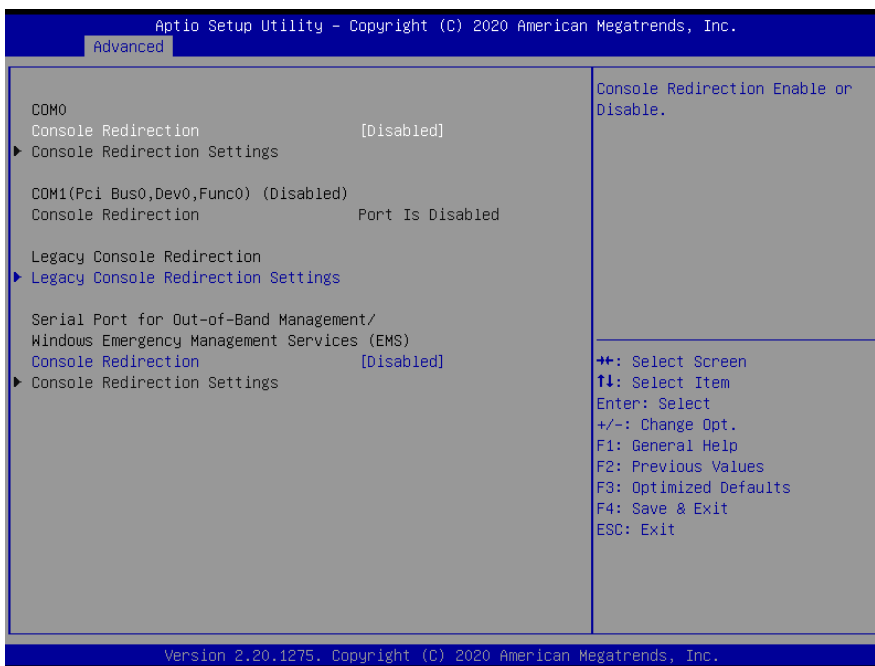 Aptio Setup Utility – Copyright (C) 2020 American Megatrends, Inc.
Advanced
COM0
Console Redirection [Disabled]
Console Redirection Settings
COM1(Pci Bus0,Dev0,Func0) (Disabled)
Console Redirection Port Is Disabled
Legacy Console Redirection
Legacy Console Redirection Settings
Serial Port for Out-of-Band Management/
Windows Emergency Management Services (EMS)
Console Redirection [Disabled]
Console Redirection Settings
Console Redirection Enable or
Disable.
→←: Select Screen
↑↓: Select Item
Enter: Select
+/-: Change Opt.
F1: General Help
F2: Previous Values
F3: Optimized Defaults
F4: Save & Exit
ESC: Exit
Version 2.20.1275. Copyright (C) 2020 American Megatrends, Inc.